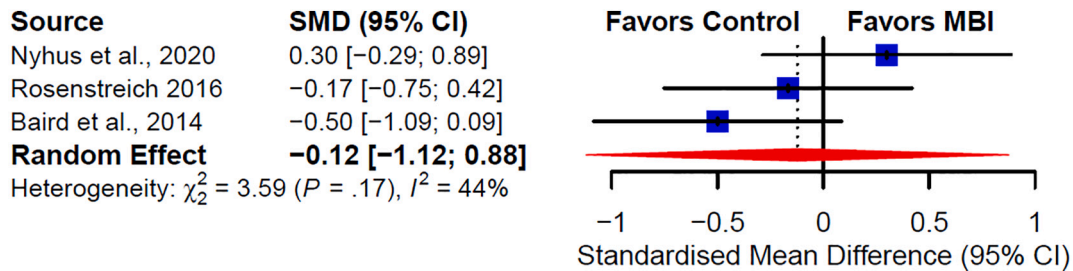 Source SMD (95% CI) Favors Control Favors MBI
Nyhus et al., 2020 0.30 [−0.29; 0.89]
Rosenstreich 2016 −0.17 [−0.75; 0.42]
Baird et al., 2014 −0.50 [−1.09; 0.09]
Random Effect −0.12 [−1.12; 0.88]
Heterogeneity: χ²₂ = 3.59 (P = .17), I² = 44%
−1 −0.5 0 0.5 1
Standardised Mean Difference (95% CI)